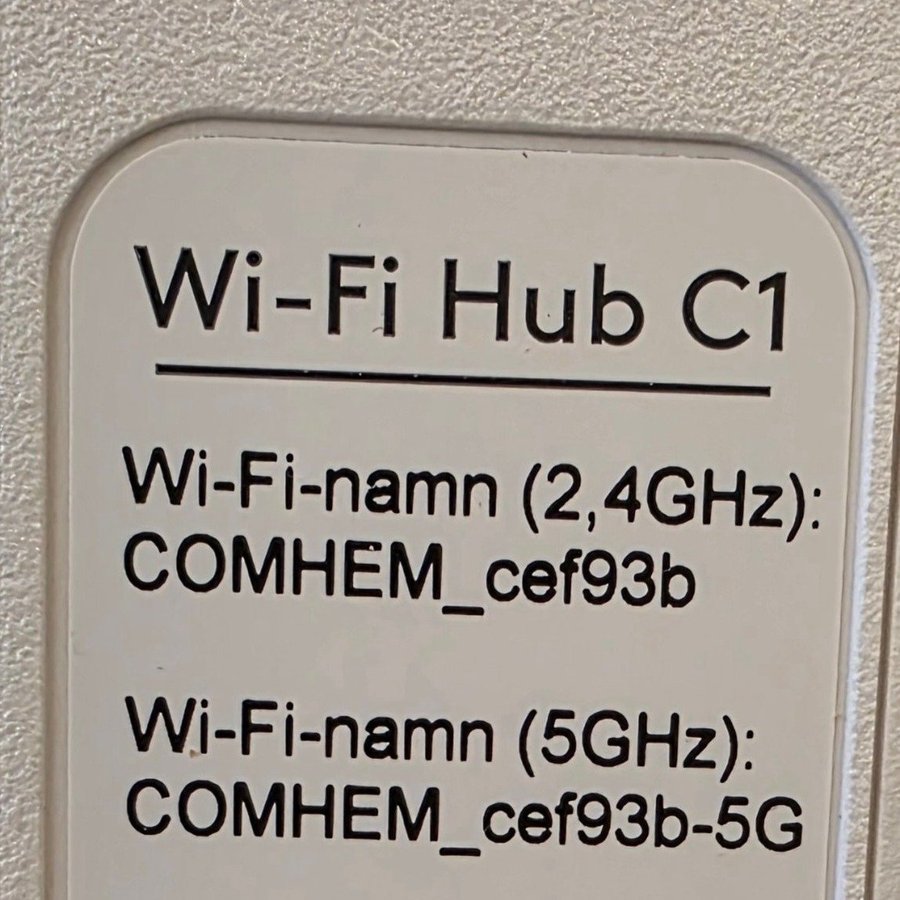 Wi-Fi Hub C1
Wi-Fi-namn (2,4GHz):
COMHEM_cef93b
Wi-Fi-namn (5GHz):
COMHEM_cef93b-5G